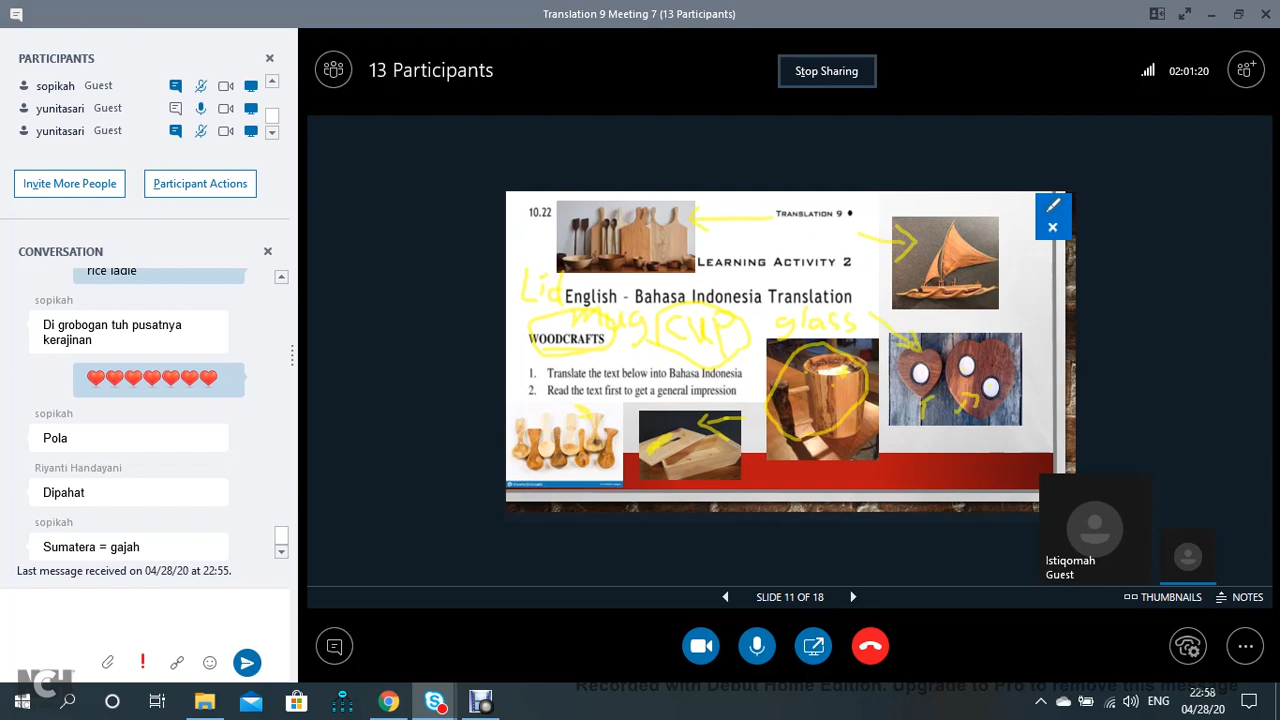 Translation 9 Meeting 7 (13 Participants)
PARTICIPANTS
sopikah Guest
yunitasari Guest
yunitasari Guest
Invite More People
Participant Actions
CONVERSATION
rice ladle
sopikah
Di grobogan tuh pusatnya
kerajinan
sopikah
Pola
Riyanti Handayani
Dipahat
sopikah
Sumatera = gajah
Last message received on 04/28/20 at 22:55.
13 Participants
Stop Sharing
02:01:20
10.22
TRANSLATION 9 ●
LEARNING ACTIVITY 2
Lid
English - Bahasa Indonesia Translation
mug cup glass
WOODCRAFTS
1. Translate the text below into Bahasa Indonesia
2. Read the text first to get a general impression
Istiqomah
Guest
SLIDE 11 OF 18
THUMBNAILS
NOTES
NCH
Recorded with Debut Home Edition. Upgrade to Pro to remove this message
ENG
22:58
04/28/20